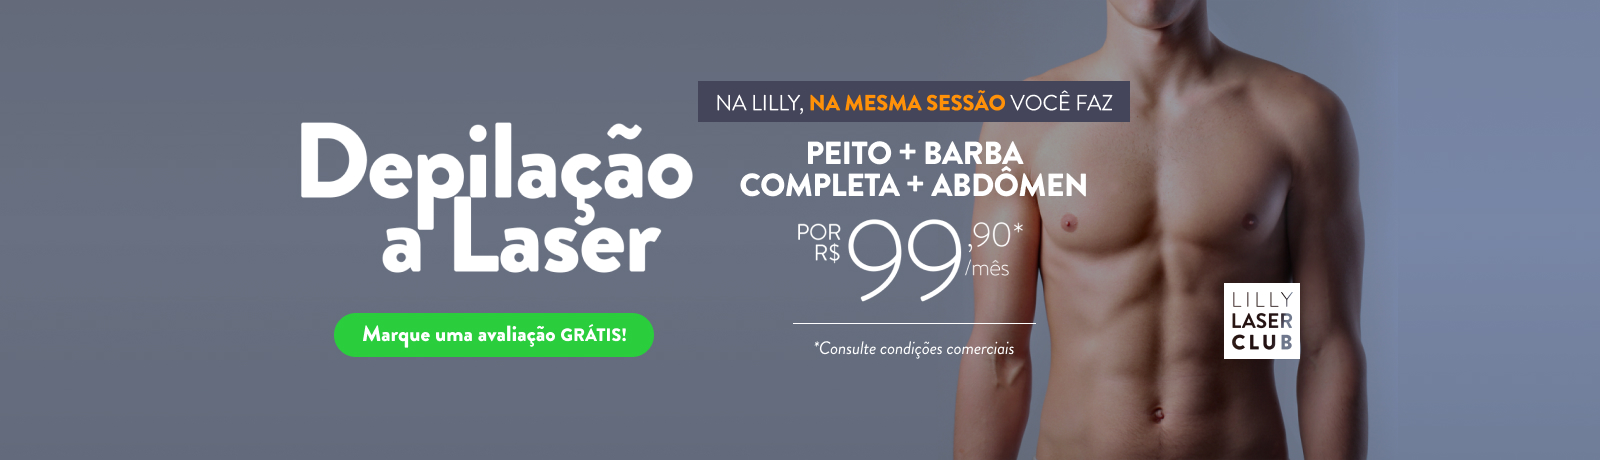 Depilação
a Laser
Marque uma avaliação GRÁTIS!
NA LILLY, NA MESMA SESSÃO VOCÊ FAZ
PEITO + BARBA
COMPLETA + ABDÔMEN
POR
R$ 99,90*
/mês
*Consulte condições comerciais
LILLY
LASER
CLUB